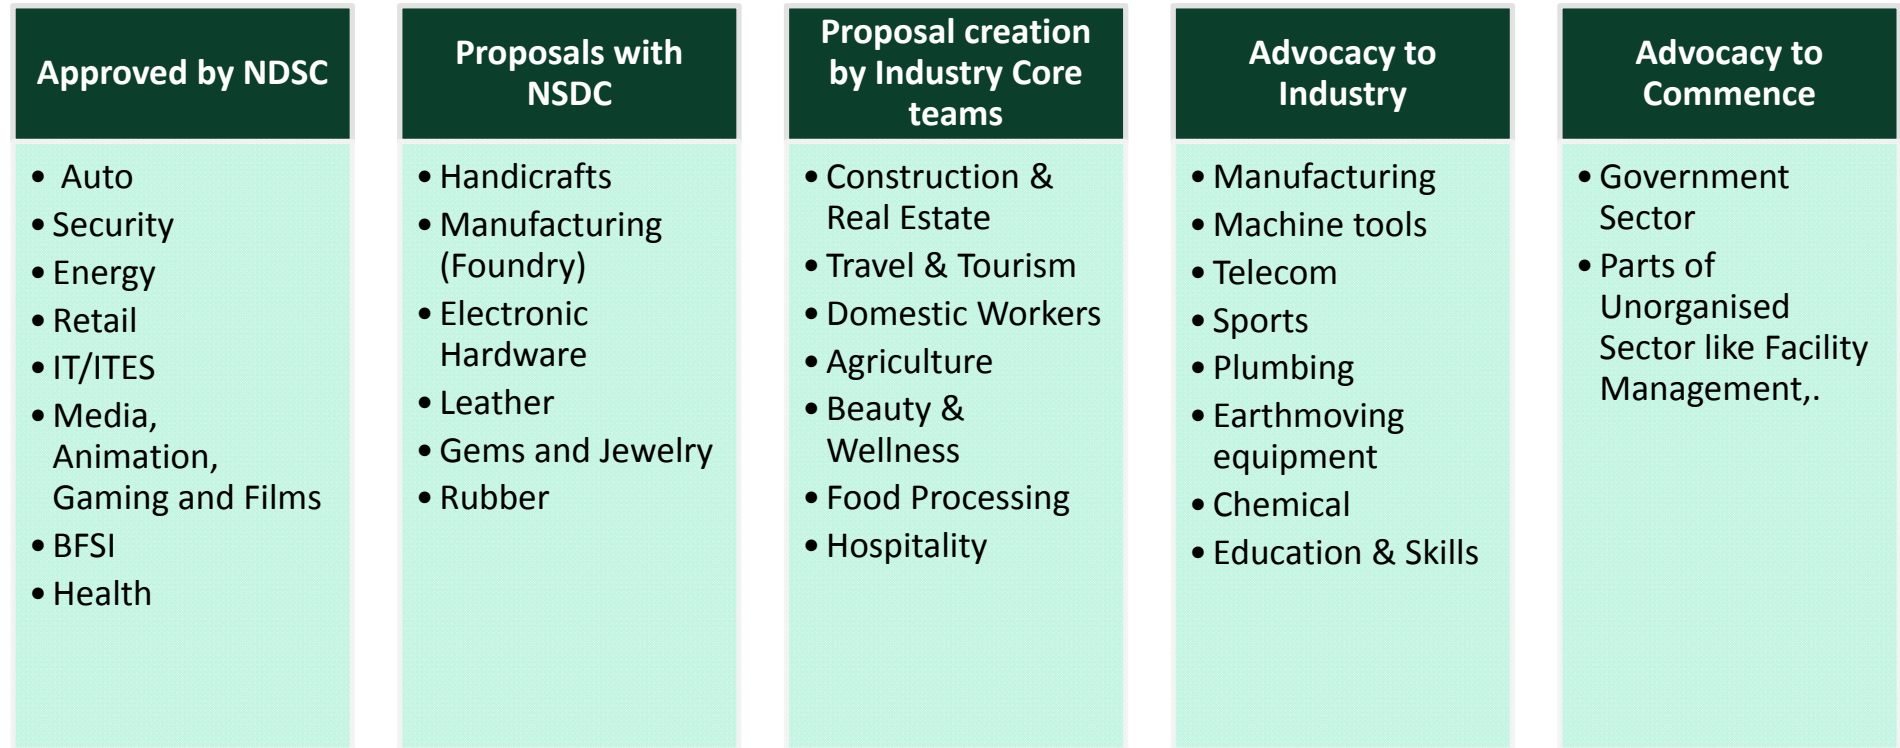 Approved by NDSC
• Auto
• Security
• Energy
• Retail
• IT/ITES
• Media,
Animation,
Gaming and Films
• BFSI
• Health
Proposals with
NSDC
• Handicrafts
• Manufacturing
(Foundry)
• Electronic
Hardware
• Leather
• Gems and Jewelry
• Rubber
Proposal creation
by Industry Core
teams
• Construction &
Real Estate
• Travel & Tourism
• Domestic Workers
• Agriculture
• Beauty &
Wellness
• Food Processing
• Hospitality
Advocacy to
Industry
• Manufacturing
• Machine tools
• Telecom
• Sports
• Plumbing
• Earthmoving
equipment
• Chemical
• Education & Skills
Advocacy to
Commence
• Government
Sector
• Parts of
Unorganised
Sector like Facility
Management,.